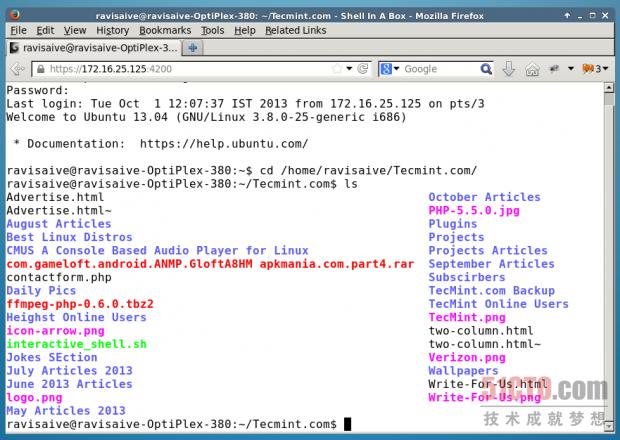 ravisaive@ravisaive-OptiPlex-380: ~/Tecmint.com - Shell In A Box - Mozilla Firefox
File Edit View History Bookmarks Tools Help Related Links
ravisaive@ravisaive-OptiPlex-3...
https://172.16.25.125:4200
Google
3
Password:
Last login: Tue Oct  1 12:07:37 IST 2013 from 172.16.25.125 on pts/3
Welcome to Ubuntu 13.04 (GNU/Linux 3.8.0-25-generic i686)
* Documentation:  https://help.ubuntu.com/
ravisaive@ravisaive-OptiPlex-380:~$ cd /home/ravisaive/Tecmint.com/
ravisaive@ravisaive-OptiPlex-380:~/Tecmint.com$ ls
Advertise.html October Articles
Advertise.html~ PHP-5.5.0.jpg
August Articles Plugins
Best Linux Distros Projects
CMUS A Console Based Audio Player for Linux Projects Articles
com.gameloft.android.ANMP.GloftA8HM apkmania.com.part4.rar September Articles
contactform.php Subscirbers
Daily Pics TecMint.com Backup
ffmpeg-php-0.6.0.tbz2 TecMint Online Users
Heighst Online Users TecMint.png
icon-arrow.png two-column.html
interactive_shell.sh two-column.html~
Jokes SEction Verizon.png
July Articles 2013 Wallpapers
June 2013 Articles Write-For-Us.html
logo.png Write-For-Us.png
May Articles 2013
ravisaive@ravisaive-OptiPlex-380:~/Tecmint.com$
51CTO.com
技术成就梦想